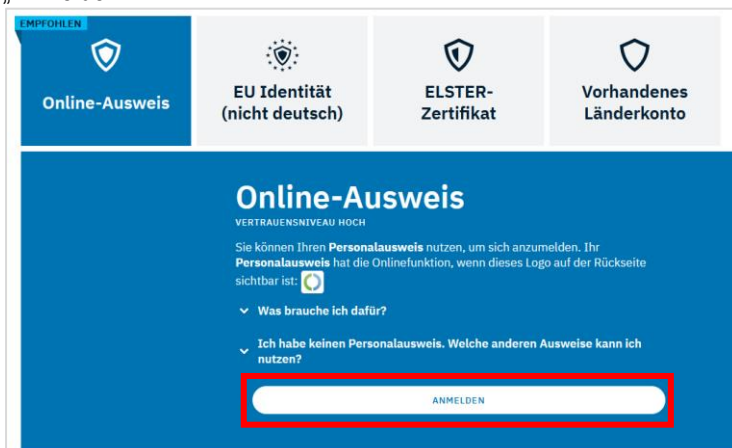 EMPFOHLEN
Online-Ausweis
EU Identität
(nicht deutsch)
ELSTER-
Zertifikat
Vorhandenes
Länderkonto
Online-Ausweis
VERTRAUENSNIVEAU HOCH
Sie können Ihren Personalausweis nutzen, um sich anzumelden. Ihr
Personalausweis hat die Onlinefunktion, wenn dieses Logo auf der Rückseite
sichtbar ist:
Was brauche ich dafür?
Ich habe keinen Personalausweis. Welche anderen Ausweise kann ich
nutzen?
ANMELDEN